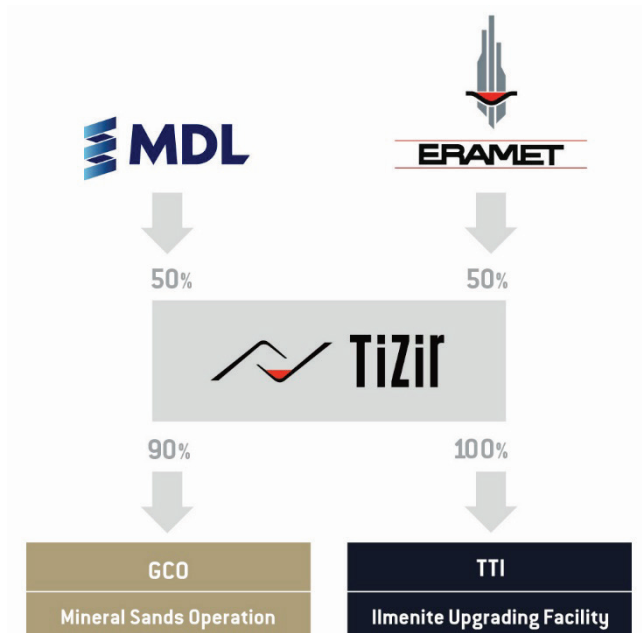 MDL
ERAMET
50% 50%
TiZir
90% 100%
GCO
Mineral Sands Operation
TTI
Ilmenite Upgrading Facility